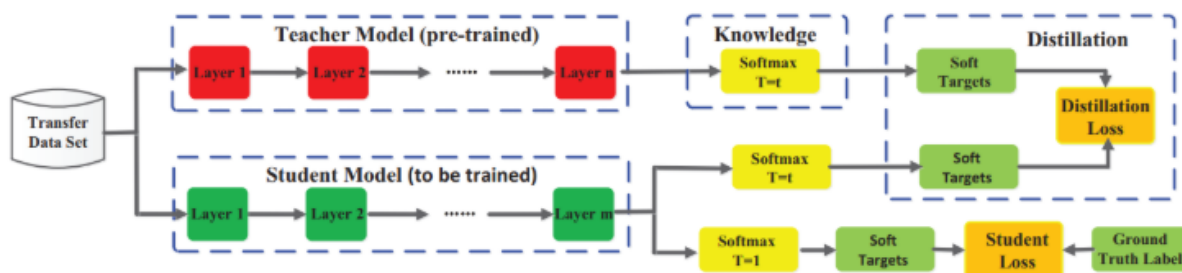 Teacher Model (pre-trained)
Knowledge
Distillation
Layer 1
Layer 2
......
Layer n
Softmax
T=t
Soft
Targets
Transfer
Data Set
Distillation
Loss
Student Model (to be trained)
Softmax
T=t
Soft
Targets
Layer 1
Layer 2
......
Layer m
Softmax
T=1
Soft
Targets
Student
Loss
Ground
Truth Label